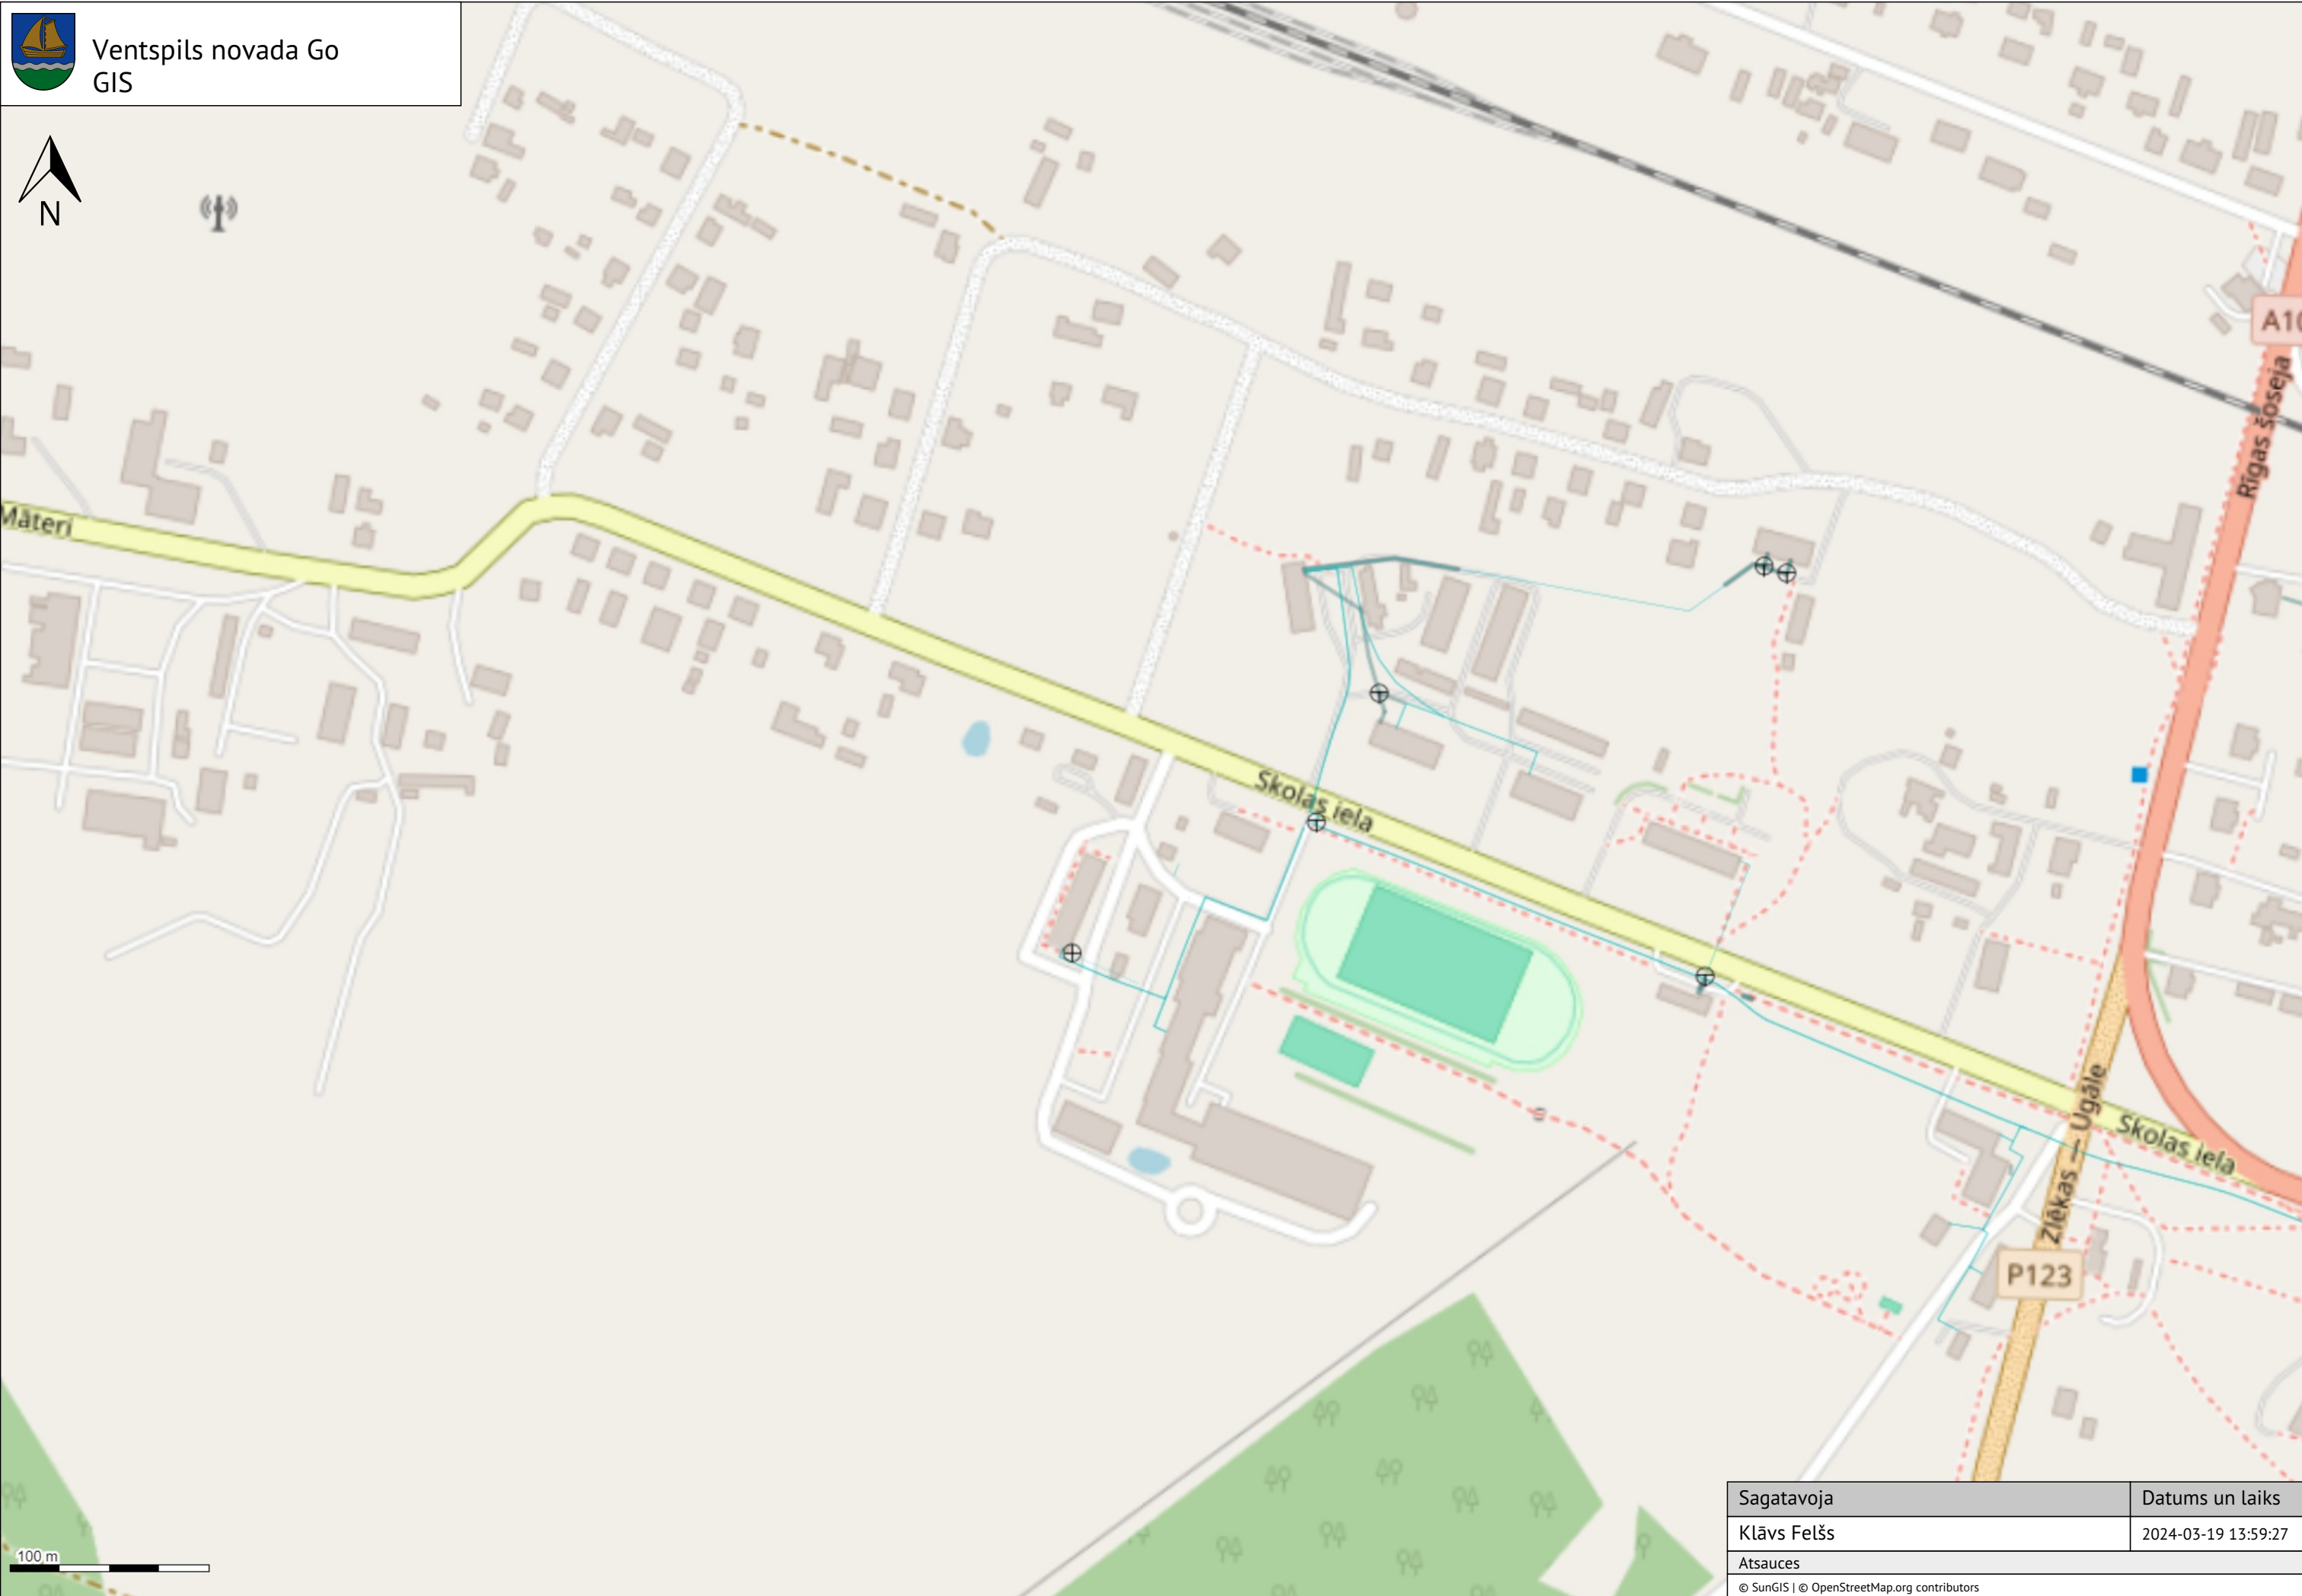 Ventspils novada Go
GIS
N
A10
Rīgas šoseja
Māteri
Skolas iela
Zlēkas — Ugāle
Skolas iela
P123
100 m
Sagatavoja
Datums un laiks
Klāvs Felšs
2024-03-19 13:59:27
Atsauces
© SunGIS | © OpenStreetMap.org contributors